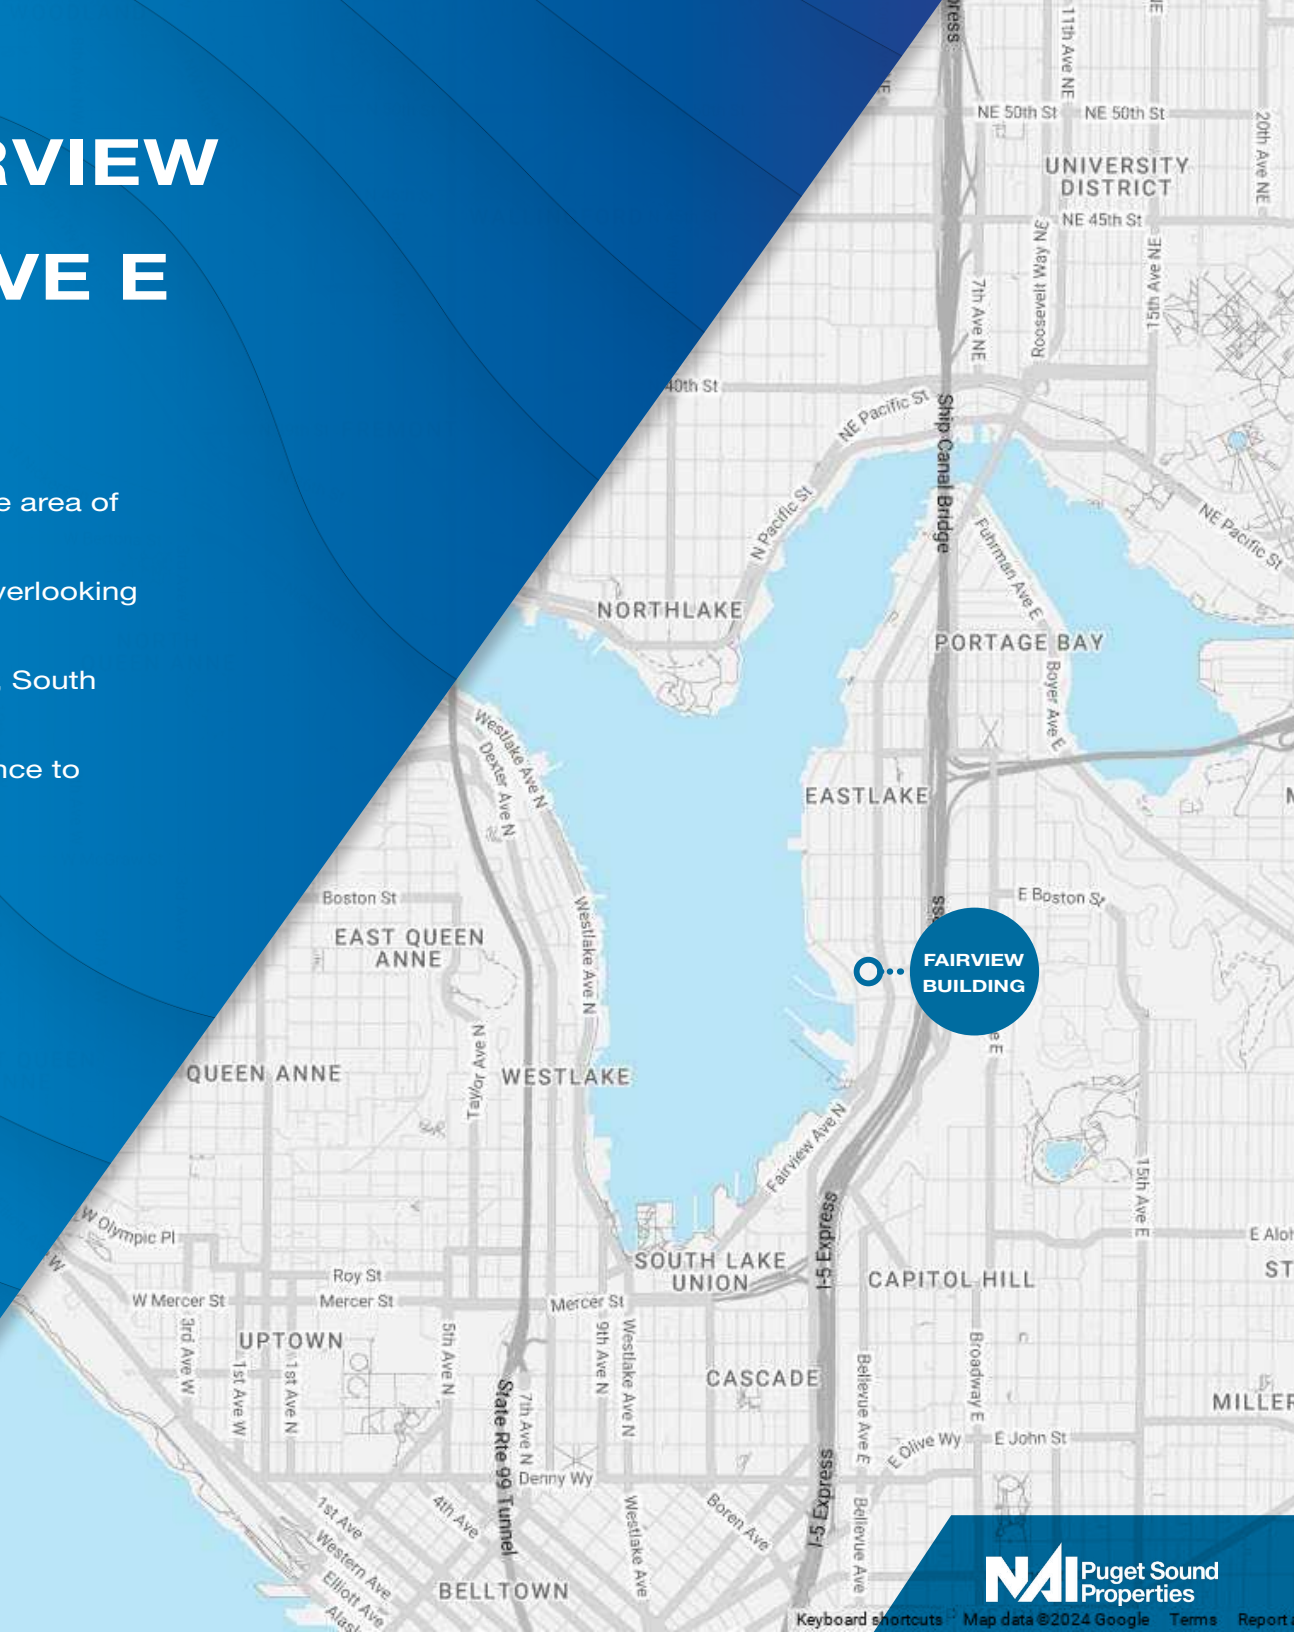 RVIEW
VE E
e area of
verlooking
South
nce to
NE 50th St
NE 50th St
11th Ave NE
20th Ave NE
UNIVERSITY
DISTRICT
NE 45th St
Roosevelt Way NE
15th Ave NE
7th Ave NE
40th St
NE Pacific St
Ship Canal Bridge
N Pacific St
Fuhrman Ave E
NE Pacific St
NORTHLAKE
PORTAGE BAY
Boyer Ave E
Westlake Ave N
Dexter Ave N
EASTLAKE
Boston St
E Boston St
EAST QUEEN
ANNE
Westlake Ave N
FAIRVIEW
BUILDING
Taylor Ave N
QUEEN ANNE
WESTLAKE
Fairview Ave N
15th Ave E
W Olympic Pl
E Aloh
I-5 Express
SOUTH LAKE
UNION
CAPITOL HILL
ST
Roy St
W Mercer St
Mercer St
Mercer St
UPTOWN
3rd Ave W
1st Ave W
1st Ave N
5th Ave N
9th Ave N
Westlake Ave N
CASCADE
Bellevue Ave E
Broadway E
MILLER
State Rte 99 Tunnel
7th Ave N
E Olive Wy
E John St
Denny Wy
I-5 Express
1st Ave
4th Ave
Westlake Ave
Boren Ave
Bellevue Ave
Western Ave
Elliott Ave
Alask
BELLTOWN
NAI Puget Sound
Properties
Keyboard shortcuts
Map data ©2024 Google
Terms
Report a